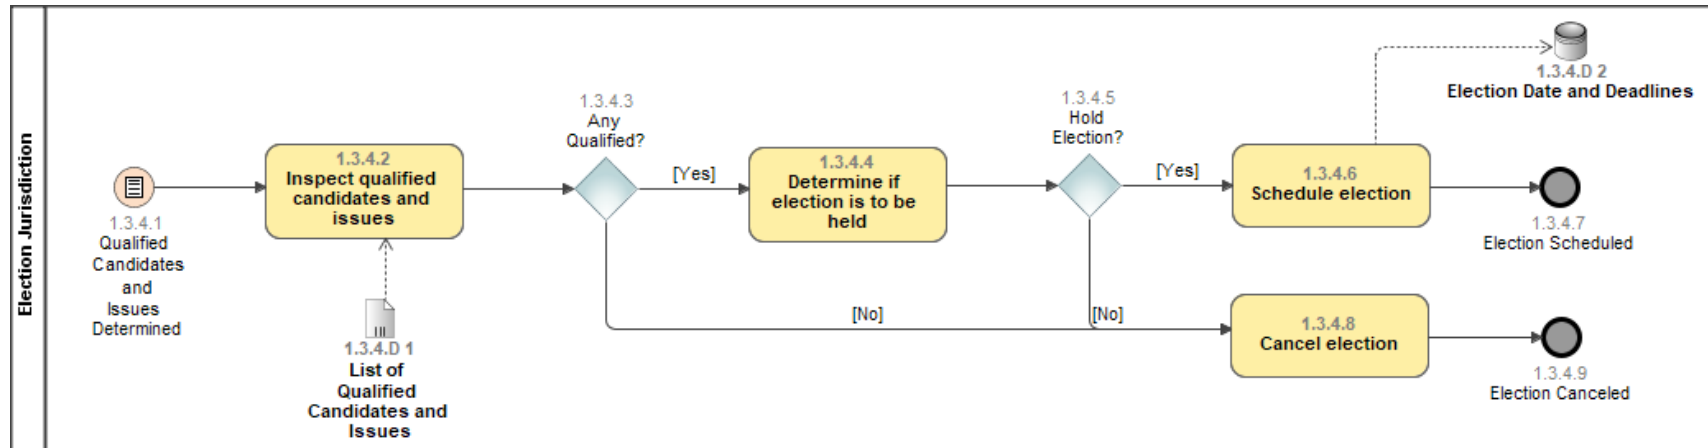 Election Jurisdiction
1.3.4.1
Qualified
Candidates
and
Issues
Determined
1.3.4.2
Inspect qualified
candidates and
issues
1.3.4.D 1
List of
Qualified
Candidates and
Issues
1.3.4.3
Any
Qualified?
[Yes]
[No]
1.3.4.4
Determine if
election is to be
held
1.3.4.5
Hold
Election?
[Yes]
[No]
1.3.4.6
Schedule election
1.3.4.D 2
Election Date and Deadlines
1.3.4.7
Election Scheduled
1.3.4.8
Cancel election
1.3.4.9
Election Canceled